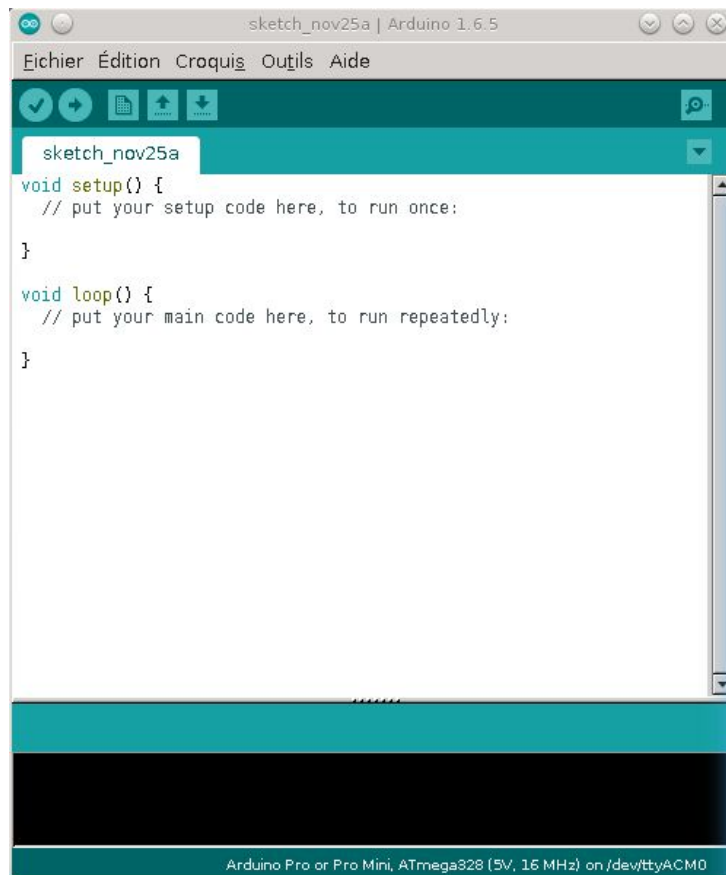 sketch_nov25a | Arduino 1.6.5
Fichier Édition Croquis Outils Aide
sketch_nov25a
void setup() {
  // put your setup code here, to run once:
}
void loop() {
  // put your main code here, to run repeatedly:
}
Arduino Pro or Pro Mini, ATmega328 (5V, 16 MHz) on /dev/ttyACM0